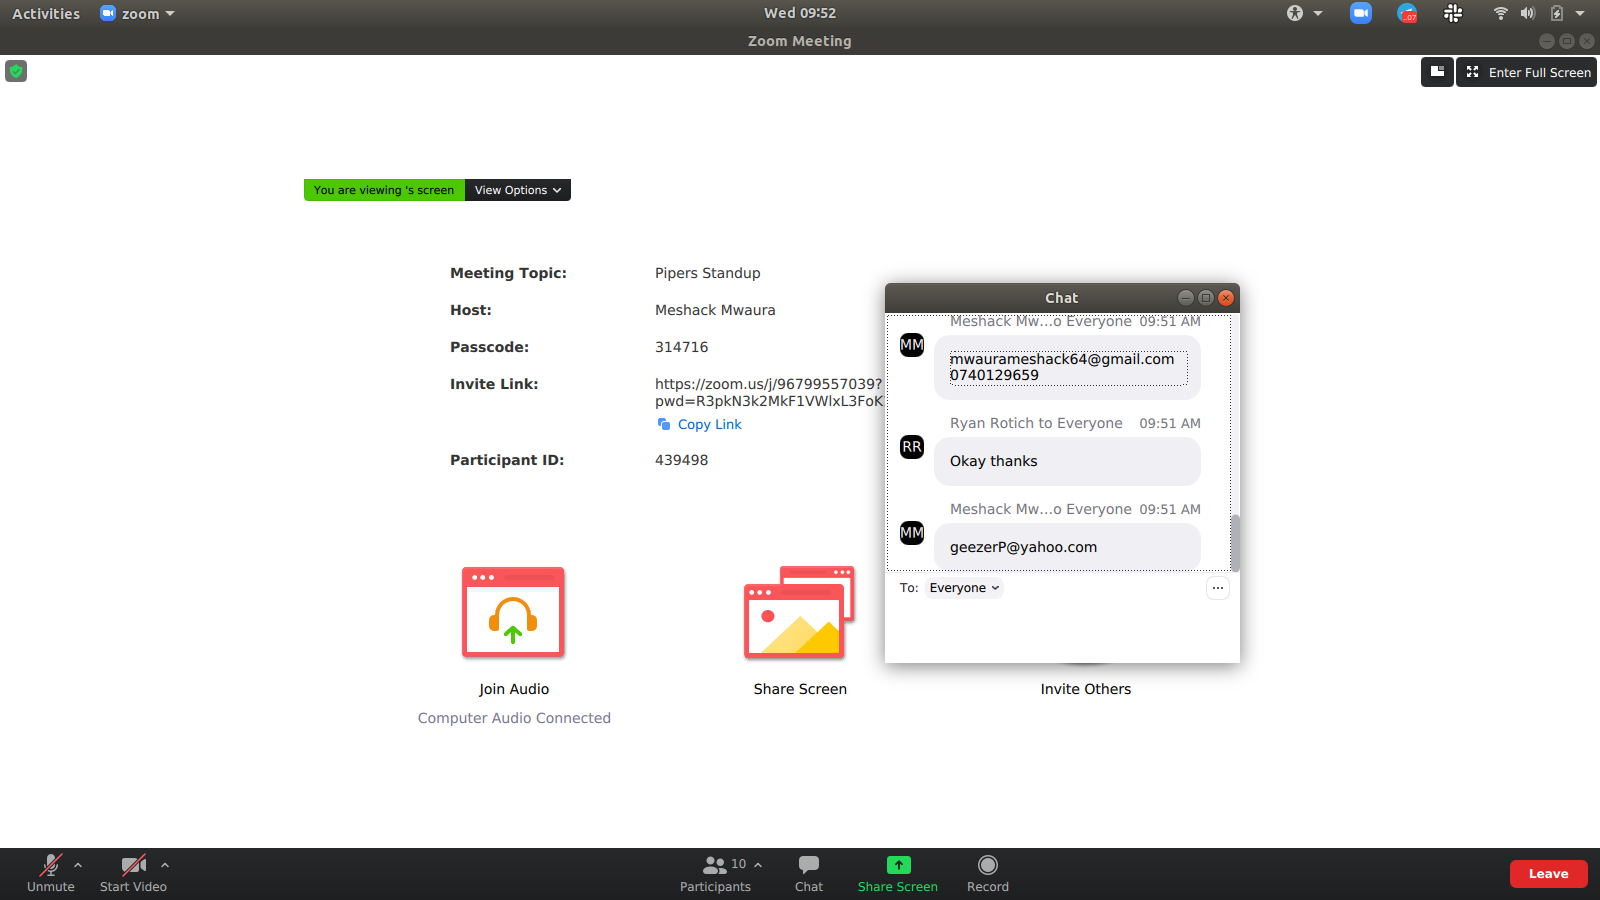 Activities
zoom
Wed 09:52
..07
Zoom Meeting
Enter Full Screen
You are viewing 's screen
View Options
Meeting Topic:
Pipers Standup
Host:
Meshack Mwaura
Passcode:
314716
Invite Link:
https://zoom.us/j/96799557039?
pwd=R3pkN3k2MkF1VWlxL3FoK
Copy Link
Participant ID:
439498
Join Audio
Computer Audio Connected
Share Screen
Invite Others
Chat
Meshack Mw...o Everyone 09:51 AM
MM
mwaurameshack64@gmail.com
0740129659
Ryan Rotich to Everyone 09:51 AM
RR
Okay thanks
Meshack Mw...o Everyone 09:51 AM
MM
geezerP@yahoo.com
To: Everyone
Unmute
Start Video
10
Participants
Chat
Share Screen
Record
Leave